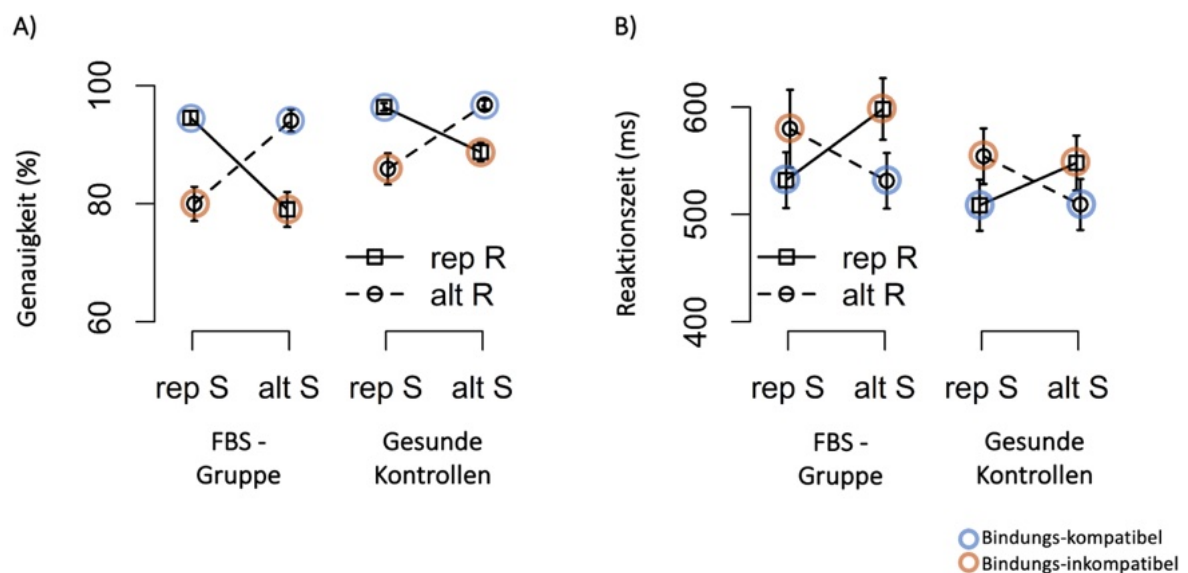 A)
Genauigkeit (%)
100
80
60
rep R
alt R
rep S alt S rep S alt S
FBS -
Gruppe
Gesunde
Kontrollen
B)
Reaktionszeit (ms)
600
500
400
rep R
alt R
rep S alt S rep S alt S
FBS -
Gruppe
Gesunde
Kontrollen
Bindungs-kompatibel
Bindungs-inkompatibel